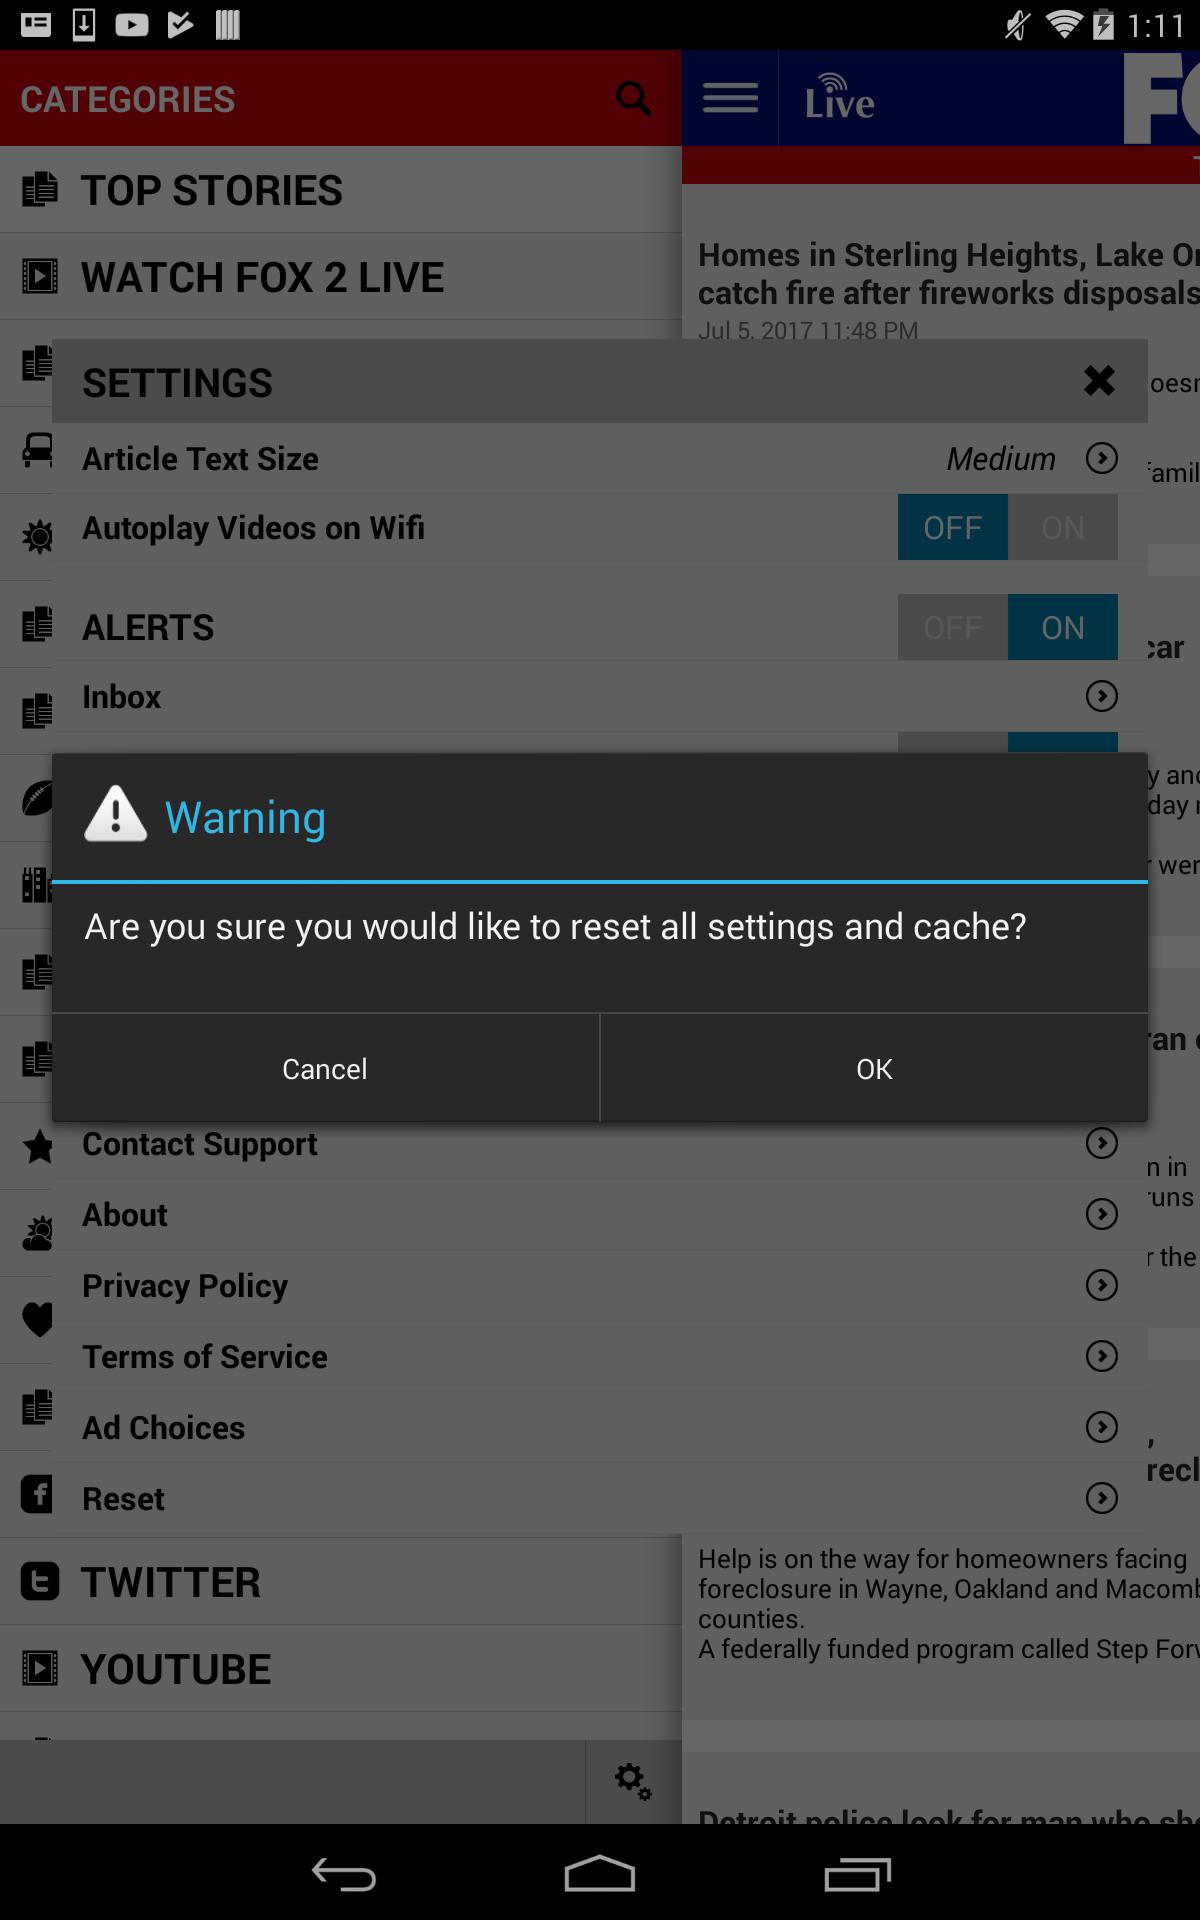 1:11
CATEGORIES
Live
TOP STORIES
WATCH FOX 2 LIVE
Homes in Sterling Heights, Lake
catch fire after fireworks disposals
Jul 5, 2017 11:48 PM
SETTINGS
Article Text Size
Medium
Autoplay Videos on Wifi
OFF
ON
ALERTS
OFF
ON
car
Inbox
Warning
Are you sure you would like to reset all settings and cache?
Cancel
OK
Contact Support
n in
runs
About
r the
Privacy Policy
Terms of Service
Ad Choices
Reset
Help is on the way for homeowners facing
foreclosure in Wayne, Oakland and Macomb
counties.
A federally funded program called Step
TWITTER
YOUTUBE
Detroit police look for man who